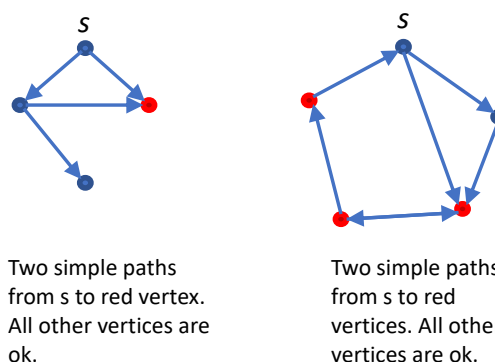 s
s
Two simple paths
from s to red vertex.
All other vertices are
ok.
Two simple paths
from s to red
vertices. All othe
vertices are ok.